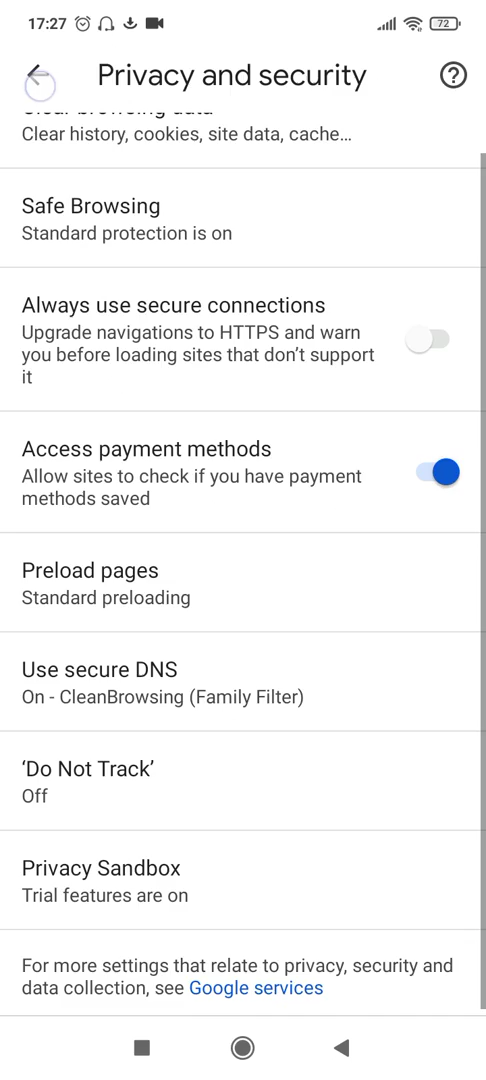 17:27
72
Privacy and security
Clear browsing data
Clear history, cookies, site data, cache…
Safe Browsing
Standard protection is on
Always use secure connections
Upgrade navigations to HTTPS and warn
you before loading sites that don’t support
it
Access payment methods
Allow sites to check if you have payment
methods saved
Preload pages
Standard preloading
Use secure DNS
On - CleanBrowsing (Family Filter)
‘Do Not Track’
Off
Privacy Sandbox
Trial features are on
For more settings that relate to privacy, security and
data collection, see Google services